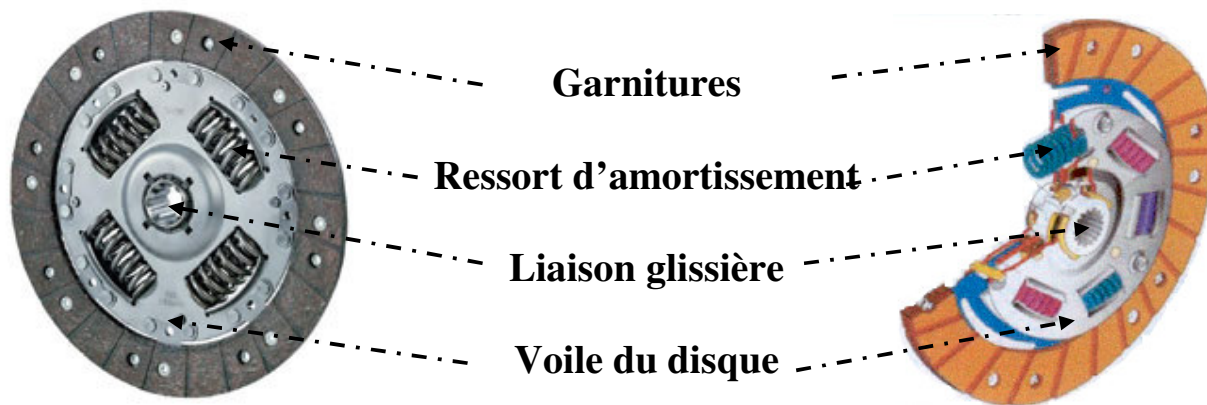 Garnitures
Ressort d’amortissement
Liaison glissière
Voile du disque